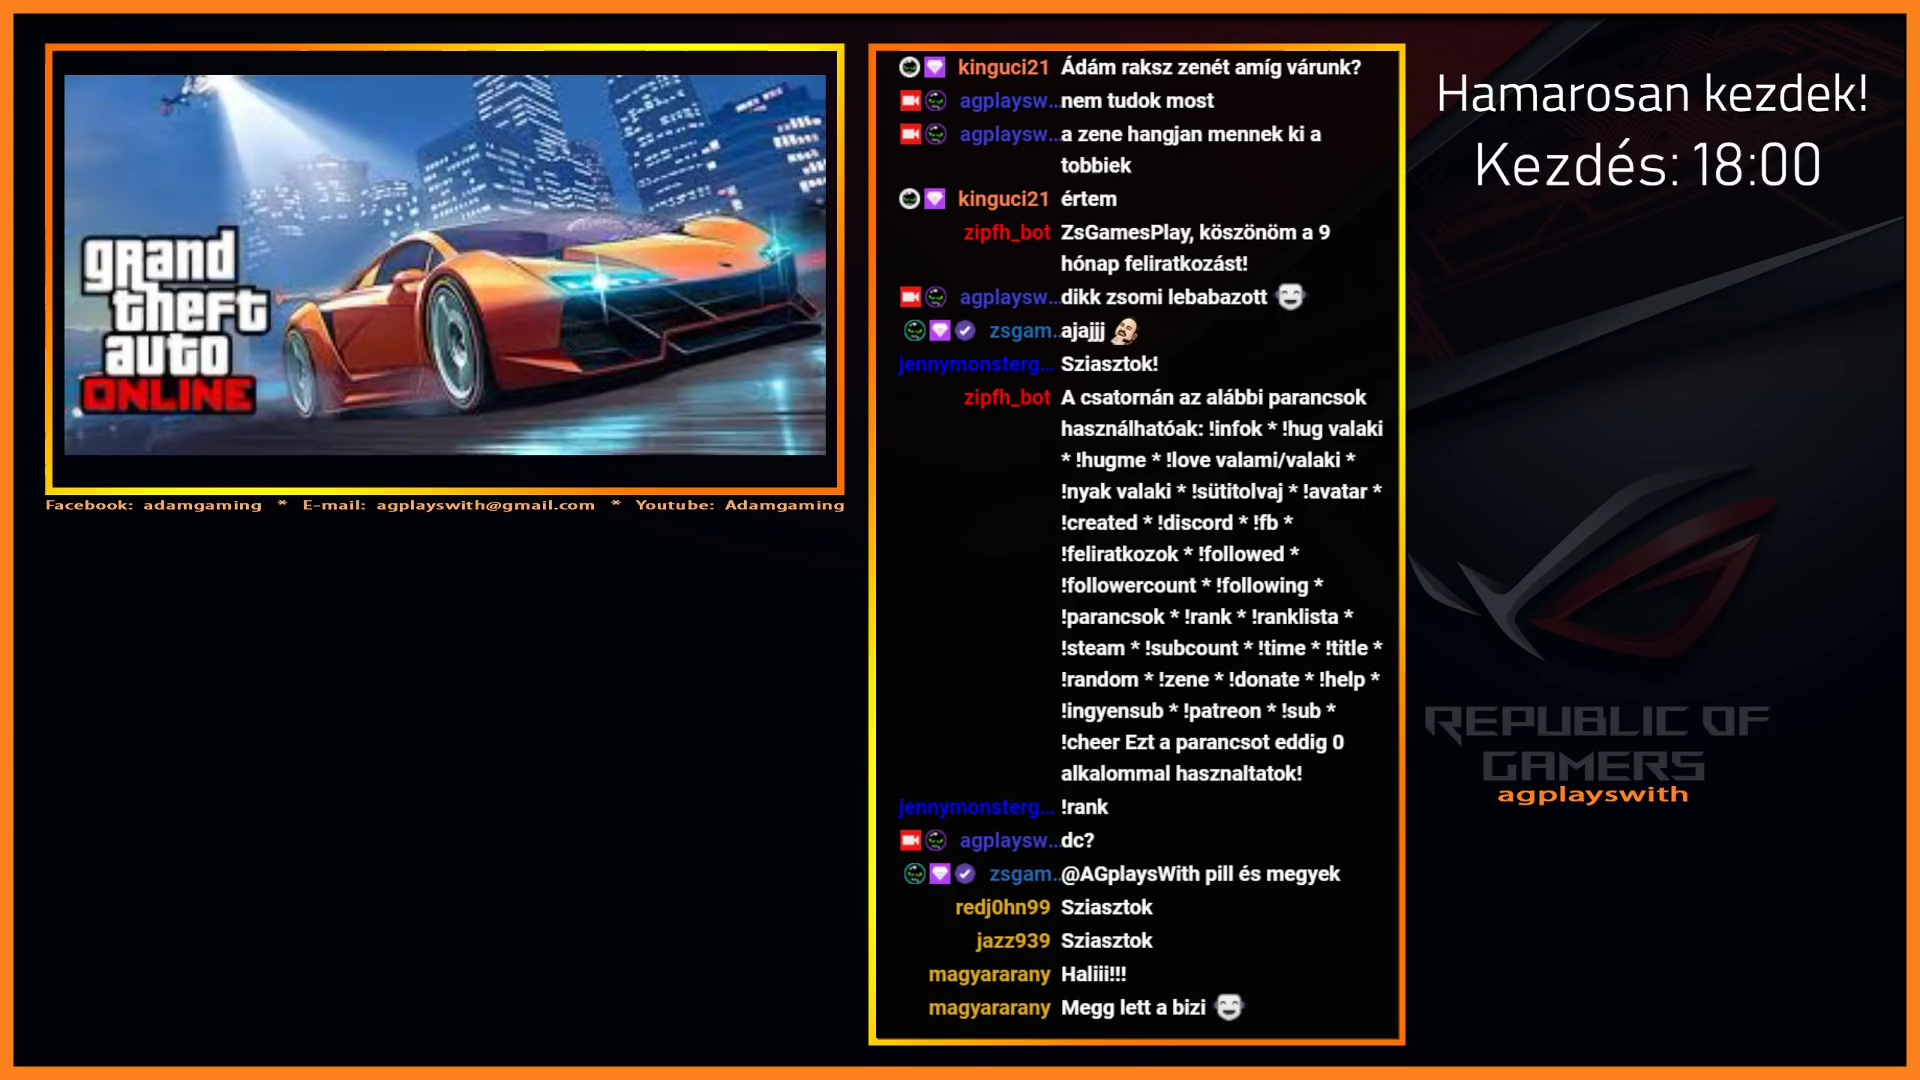 grand
theft
auto
ONLINE
Facebook: adamgaming * E-mail: agplayswith@gmail.com * Youtube: Adamgaming
kinguci21 Ádám raksz zenét amíg várunk?
agplaysw... nem tudok most
agplaysw... a zene hangjan mennek ki a
tobbiek
kinguci21 értem
zipfh_bot ZsGamesPlay, köszönöm a 9
hónap feliratkozást!
agplaysw... dikk zsomi lebabazott
zsgam.. ajajjj
jennymonsterg... Sziasztok!
zipfh_bot A csatornán az alábbi parancsok
használhatóak: !infok * !hug valaki
* !hugme * !love valami/valaki *
!nyak valaki * !sütitolvaj * !avatar *
!created * !discord * !fb *
!feliratkozok * !followed *
!followercount * !following *
!parancsok * !rank * !ranklista *
!steam * !subcount * !time * !title *
!random * !zene * !donate * !help *
!ingyensub * !patreon * !sub *
!cheer Ezt a parancsot eddig 0
alkalommal hasznaltatok!
jennymonsterg... !rank
agplaysw... dc?
zsgam.. @AGplaysWith pill és megyek
redj0hn99 Sziasztok
jazz939 Sziasztok
magyararany Haliii!!!
magyararany Megg lett a bizi
Hamarosan kezdek!
Kezdés: 18:00
REPUBLIC OF
GAMERS
agplayswith